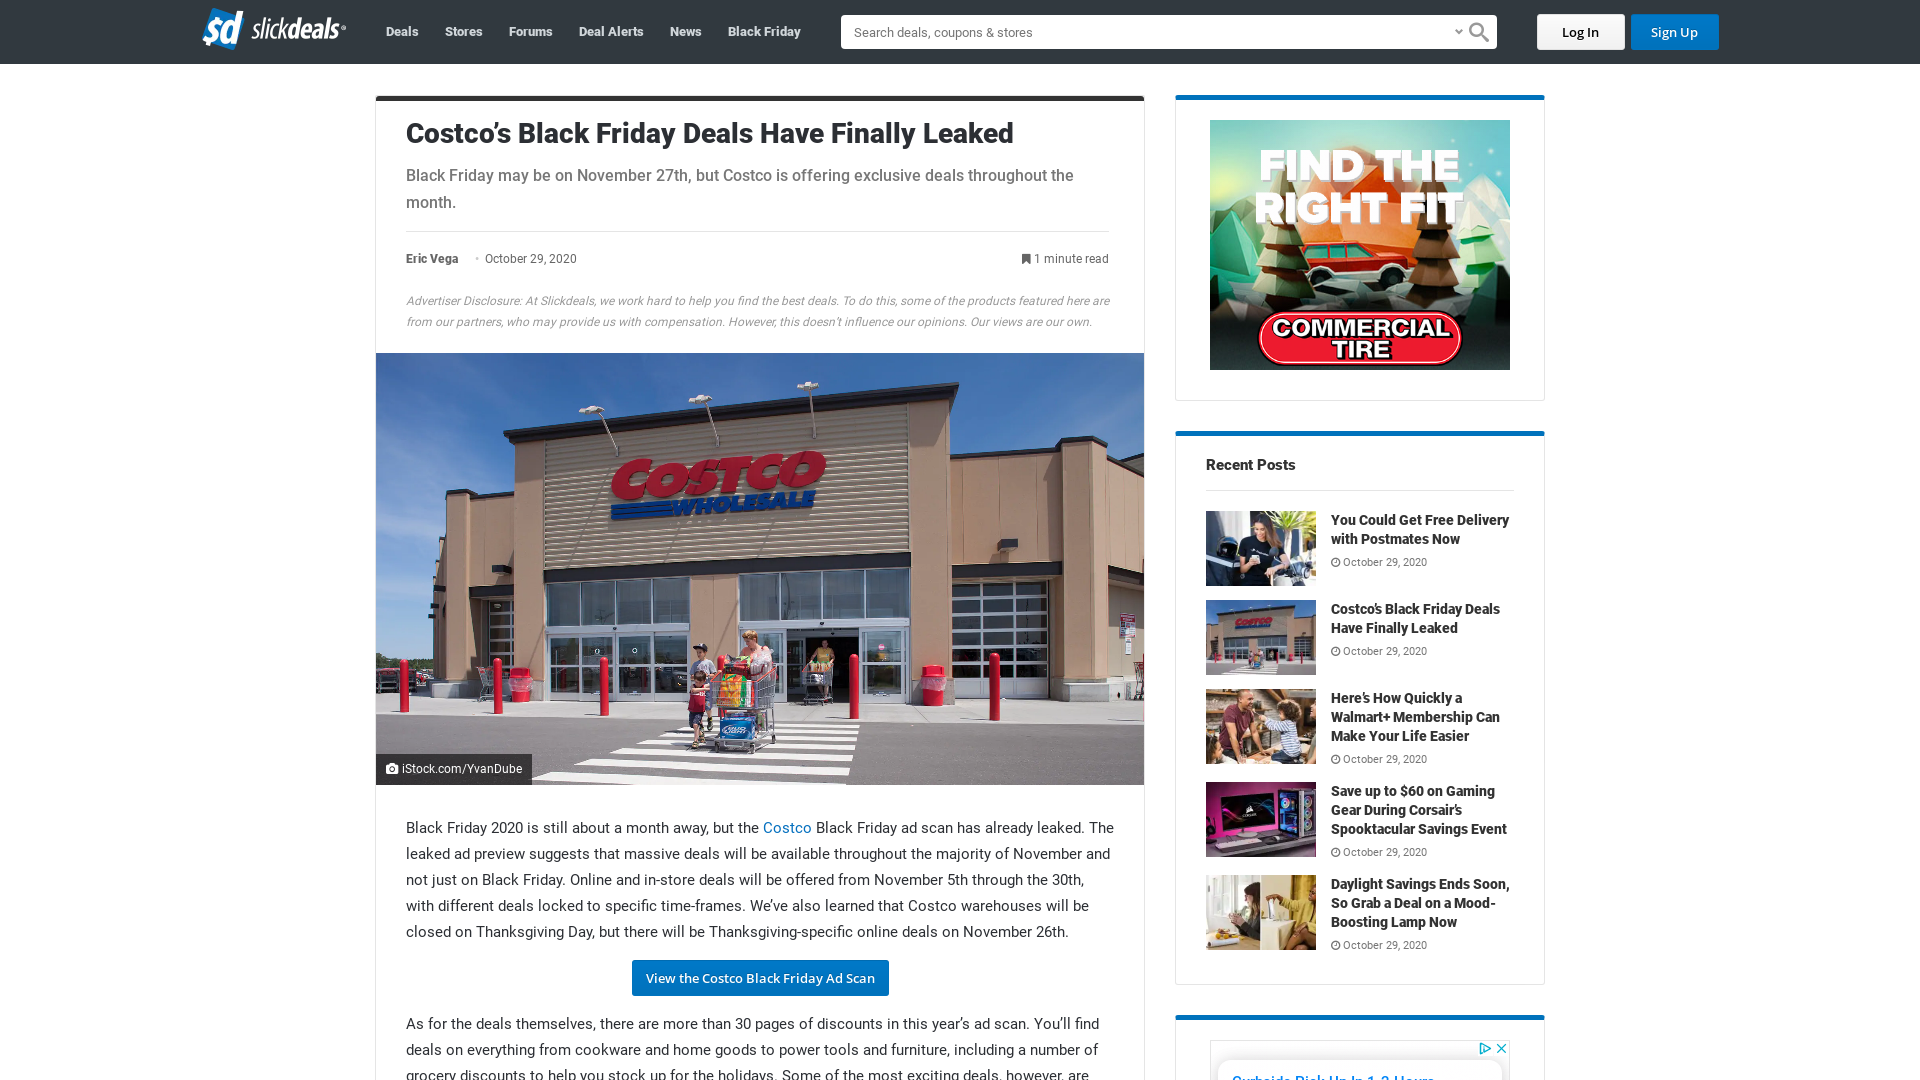 sd slickdeals
Deals
Stores
Forums
Deal Alerts
News
Black Friday
Search deals, coupons & stores
Log In
Sign Up
Costco’s Black Friday Deals Have Finally Leaked
Black Friday may be on November 27th, but Costco is offering exclusive deals throughout the
month.
Eric Vega • October 29, 2020
1 minute read
Advertiser Disclosure: At Slickdeals, we work hard to help you find the best deals. To do this, some of the products featured here are
from our partners, who may provide us with compensation. However, this doesn’t influence our opinions. Our views are our own.
COSTCO
WHOLESALE
iStock.com/YvanDube
Black Friday 2020 is still about a month away, but the Costco Black Friday ad scan has already leaked. The
leaked ad preview suggests that massive deals will be available throughout the majority of November and
not just on Black Friday. Online and in-store deals will be offered from November 5th through the 30th,
with different deals locked to specific time-frames. We’ve also learned that Costco warehouses will be
closed on Thanksgiving Day, but there will be Thanksgiving-specific online deals on November 26th.
View the Costco Black Friday Ad Scan
As for the deals themselves, there are more than 30 pages of discounts in this year’s ad scan. You’ll find
deals on everything from cookware and home goods to power tools and furniture, including a number of
grocery discounts to help you stock up for the holidays. Some of the most exciting deals, however, are
FIND THE
RIGHT FIT
COMMERCIAL
TIRE
Recent Posts
You Could Get Free Delivery
with Postmates Now
October 29, 2020
Costco’s Black Friday Deals
Have Finally Leaked
October 29, 2020
Here’s How Quickly a
Walmart+ Membership Can
Make Your Life Easier
October 29, 2020
Save up to $60 on Gaming
Gear During Corsair’s
Spooktacular Savings Event
October 29, 2020
Daylight Savings Ends Soon,
So Grab a Deal on a Mood-
Boosting Lamp Now
October 29, 2020
Curbside Pick Up In 1-2 Hours